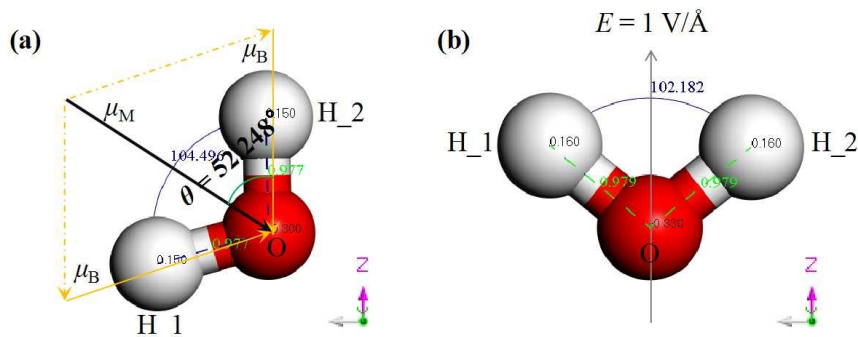 (a)
μB
H_2
0.150
μM
104.496
θ = 52.248°
0.977
-0.300
O
0.977
0.150
μB
H_1
Z
(b)
E = 1 V/Å
102.182
H_1
H_2
0.160
0.160
0.979
0.979
-0.330
O
Z